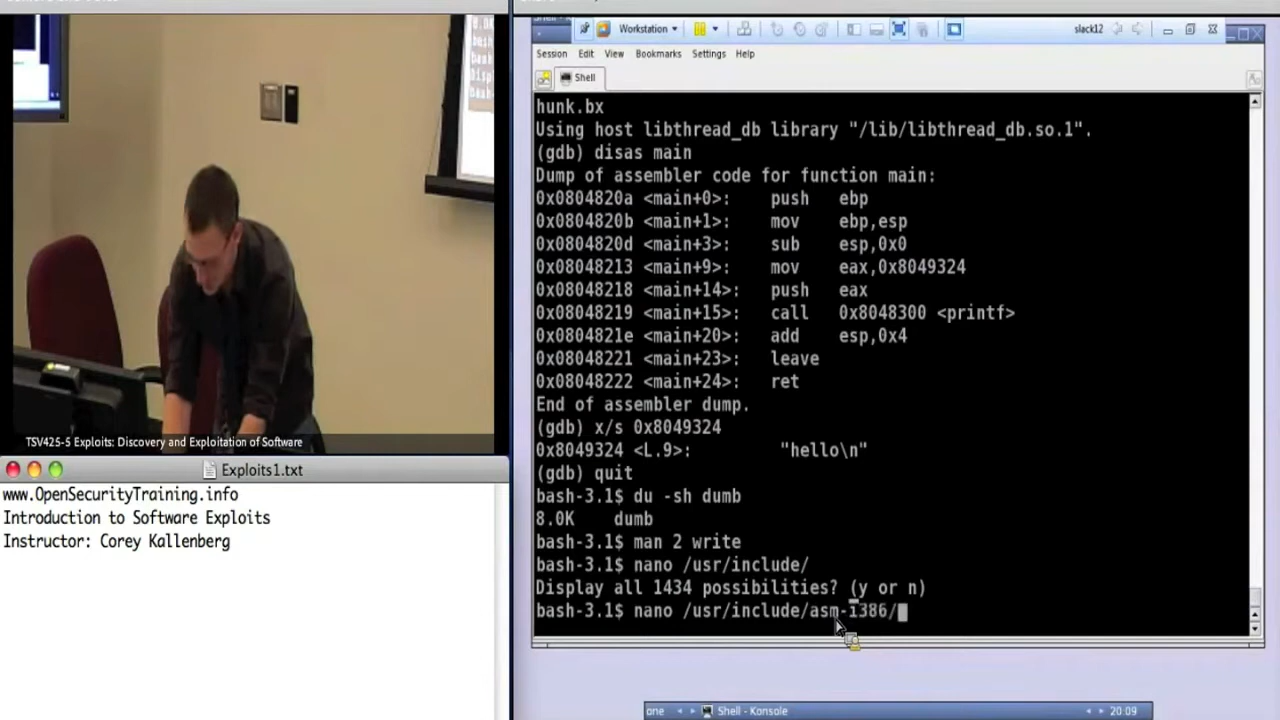 TSV425-5 Exploits: Discovery and Exploitation of Software
Exploits1.txt
www.OpenSecurityTraining.info
Introduction to Software Exploits
Instructor: Corey Kallenberg
Workstation
slack12
Session Edit View Bookmarks Settings Help
Shell
hunk.bx
Using host libthread_db library "/lib/libthread_db.so.1".
(gdb) disas main
Dump of assembler code for function main:
0x0804820a <main+0>: push ebp
0x0804820b <main+1>: mov ebp,esp
0x0804820d <main+3>: sub esp,0x0
0x08048213 <main+9>: mov eax,0x8049324
0x08048218 <main+14>: push eax
0x08048219 <main+15>: call 0x8048300 <printf>
0x0804821e <main+20>: add esp,0x4
0x08048221 <main+23>: leave
0x08048222 <main+24>: ret
End of assembler dump.
(gdb) x/s 0x8049324
0x8049324 <L.9>: "hello\n"
(gdb) quit
bash-3.1$ du -sh dumb
8.0K dumb
bash-3.1$ man 2 write
bash-3.1$ nano /usr/include/
Display all 1434 possibilities? (y or n)
bash-3.1$ nano /usr/include/asm-i386/
one Shell - Konsole 20:09